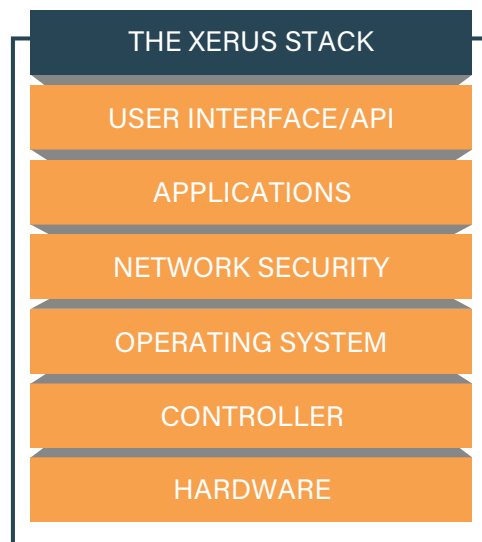 THE XERUS STACK
USER INTERFACE/API
APPLICATIONS
NETWORK SECURITY
OPERATING SYSTEM
CONTROLLER
HARDWARE